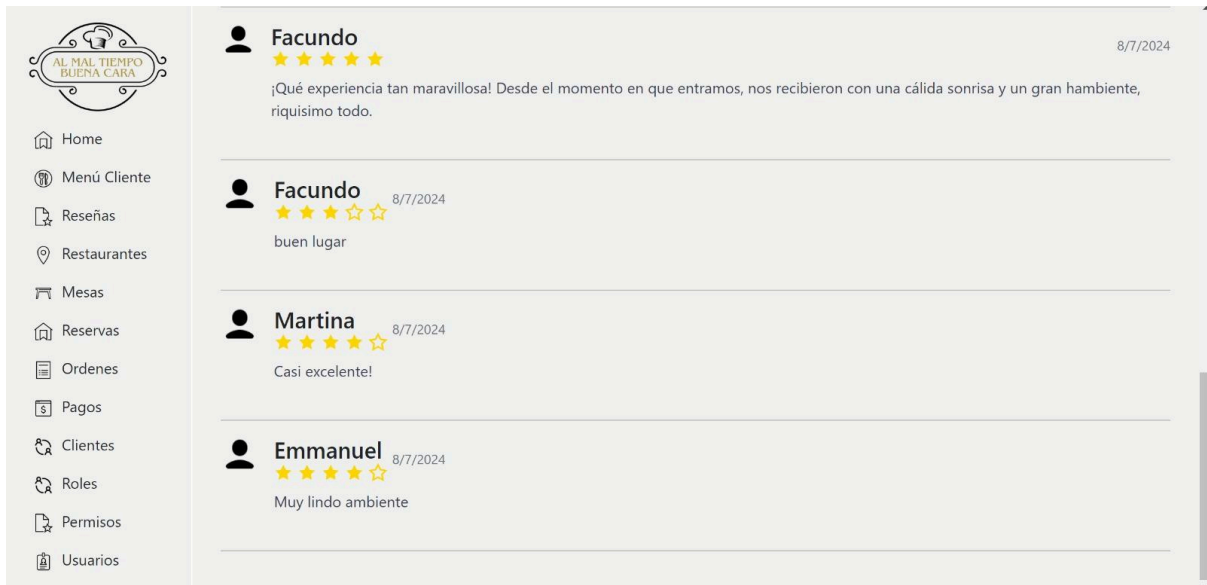 AL MAL TIEMPO
BUENA CARA
Home
Menú Cliente
Reseñas
Restaurantes
Mesas
Reservas
Ordenes
Pagos
Clientes
Roles
Permisos
Usuarios
Facundo
8/7/2024
¡Qué experiencia tan maravillosa! Desde el momento en que entramos, nos recibieron con una cálida sonrisa y un gran hambiente,
riquisimo todo.
Facundo 8/7/2024
buen lugar
Martina 8/7/2024
Casi excelente!
Emmanuel 8/7/2024
Muy lindo ambiente